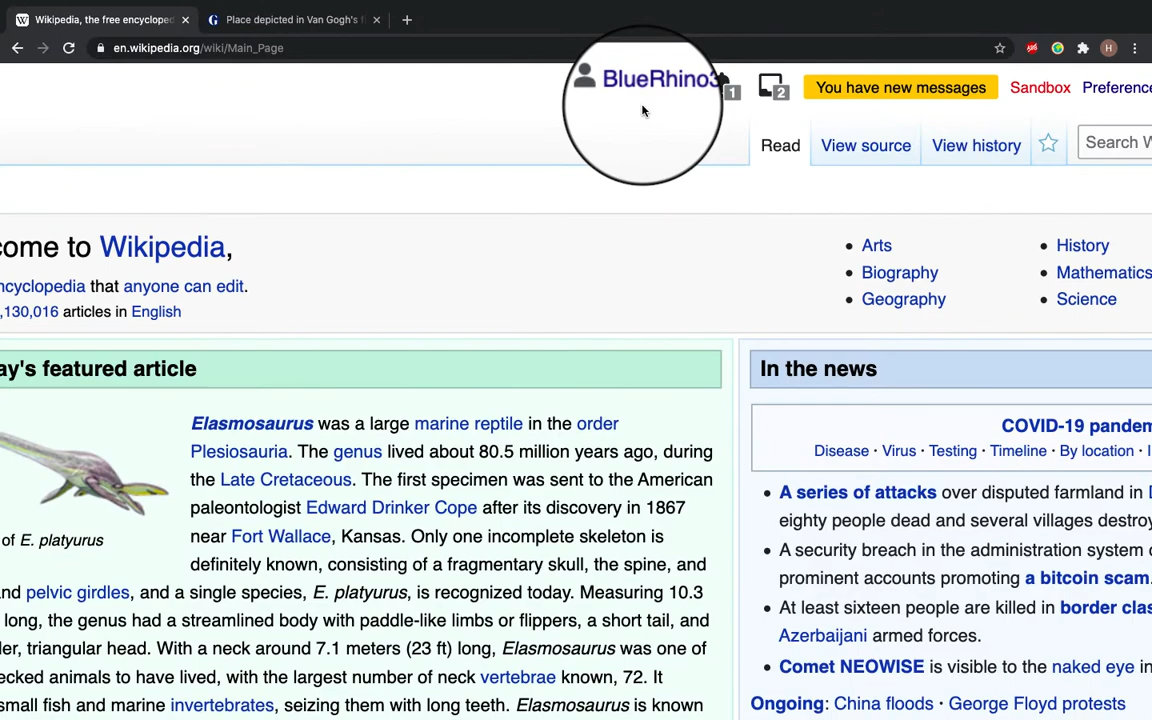 Wikipedia, the free encycloped
Place depicted in Van Gogh's
en.wikipedia.org/wiki/Main_Page
H
BlueRhino3
1
2
You have new messages
Sandbox
Preference
Read
View source
View history
Search W
come to Wikipedia,
ncyclopedia that anyone can edit.
,130,016 articles in English
Arts
Biography
Geography
History
Mathematics
Science
ay's featured article
Elasmosaurus was a large marine reptile in the order
Plesiosauria. The genus lived about 80.5 million years ago, during
the Late Cretaceous. The first specimen was sent to the American
paleontologist Edward Drinker Cope after its discovery in 1867
near Fort Wallace, Kansas. Only one incomplete skeleton is
definitely known, consisting of a fragmentary skull, the spine, and
of E. platyurus
nd pelvic girdles, and a single species, E. platyurus, is recognized today. Measuring 10.3
long, the genus had a streamlined body with paddle-like limbs or flippers, a short tail, and
er, triangular head. With a neck around 7.1 meters (23 ft) long, Elasmosaurus was one of
ecked animals to have lived, with the largest number of neck vertebrae known, 72. It
small fish and marine invertebrates, seizing them with long teeth. Elasmosaurus is known
In the news
COVID-19 pandem
Disease · Virus · Testing · Timeline · By location ·
A series of attacks over disputed farmland in
eighty people dead and several villages destroy
A security breach in the administration system
prominent accounts promoting a bitcoin scam.
At least sixteen people are killed in border clas
Azerbaijani armed forces.
Comet NEOWISE is visible to the naked eye in
Ongoing: China floods · George Floyd protests